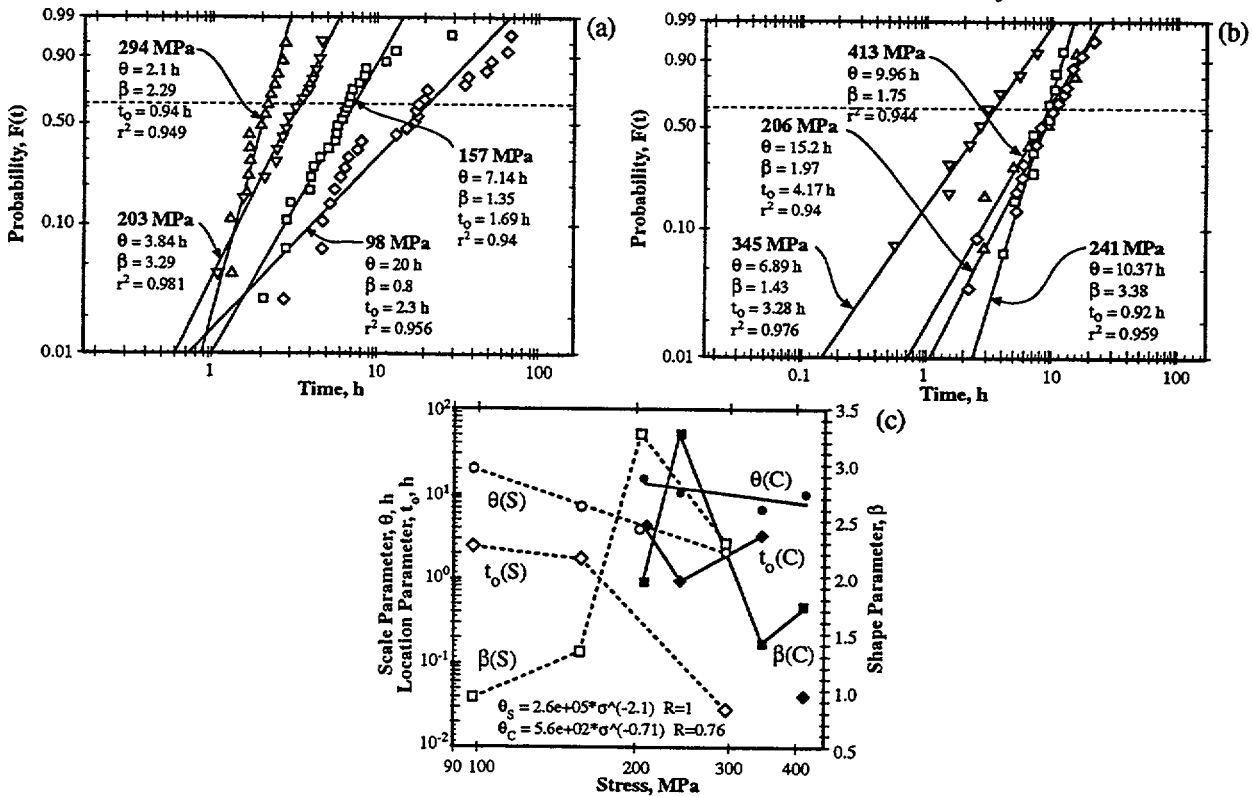 (a)
0.99
0.90
0.50
0.10
0.01
Probability, F(t)
294 MPa
θ = 2.1 h
β = 2.29
t₀ = 0.94 h
r² = 0.949
203 MPa
θ = 3.84 h
β = 3.29
r² = 0.981
157 MPa
θ = 7.14 h
β = 1.35
t₀ = 1.69 h
r² = 0.94
98 MPa
θ = 20 h
β = 0.8
t₀ = 2.3 h
r² = 0.956
1 10 100
Time, h
(b)
0.99
0.90
0.50
0.10
0.01
Probability, F(t)
413 MPa
θ = 9.96 h
β = 1.75
r² = 0.944
206 MPa
θ = 15.2 h
β = 1.97
t₀ = 4.17 h
r² = 0.94
345 MPa
θ = 6.89 h
β = 1.43
t₀ = 3.28 h
r² = 0.976
241 MPa
θ = 10.37 h
β = 3.38
t₀ = 0.92 h
r² = 0.959
0.1 1 10 100
Time, h
(c)
10²
10¹
10⁰
10⁻¹
10⁻²
Scale Parameter, θ, h
Location Parameter, t₀, h
3.5
3.0
2.5
2.0
1.5
1.0
0.5
Shape Parameter, β
θ(S)
θ(C)
t₀(S)
t₀(C)
β(S)
β(C)
θ_S = 2.6e+05*σ^(-2.1) R=1
θ_C = 5.6e+02*σ^(-0.71) R=0.76
90 100 200 300 400
Stress, MPa